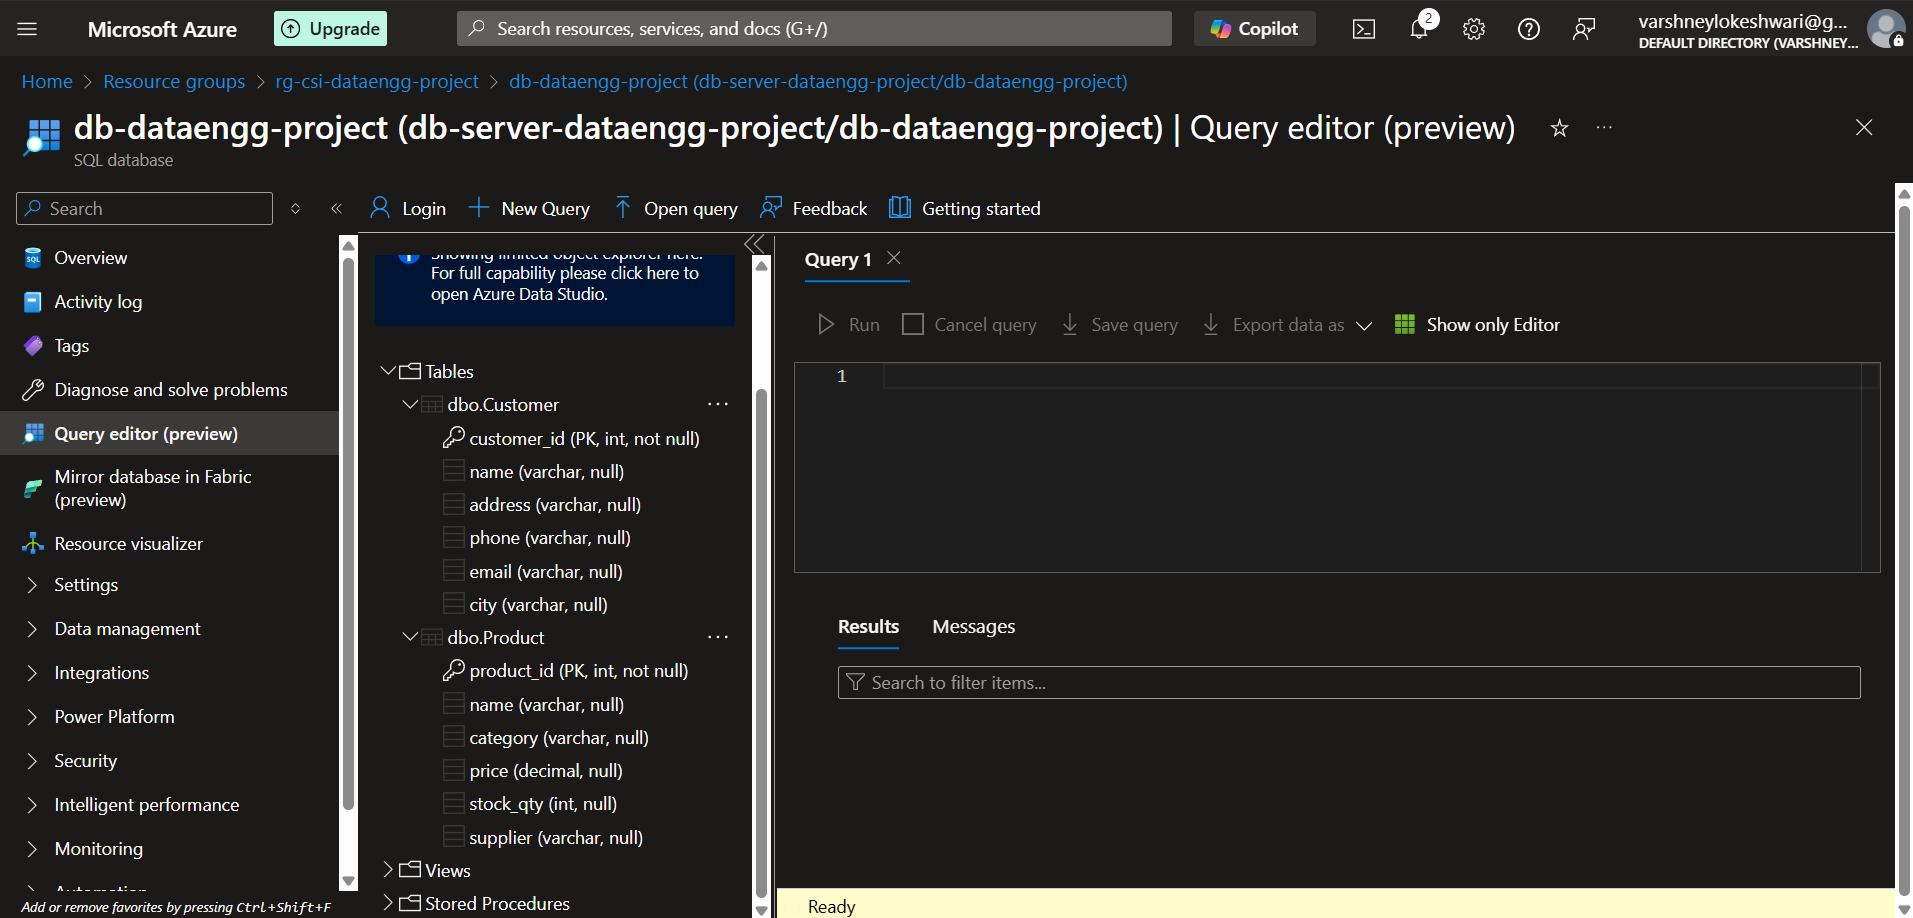 Microsoft Azure
Upgrade
Search resources, services, and docs (G+/)
Copilot
2
varshneylokeshwari@g...
DEFAULT DIRECTORY (VARSHNEY...
Home > Resource groups > rg-csi-dataengg-project > db-dataengg-project (db-server-dataengg-project/db-dataengg-project)
db-dataengg-project (db-server-dataengg-project/db-dataengg-project) | Query editor (preview)
SQL database
Search
Login
New Query
Open query
Feedback
Getting started
Overview
Activity log
Tags
Diagnose and solve problems
Query editor (preview)
Mirror database in Fabric
(preview)
Resource visualizer
Settings
Data management
Integrations
Power Platform
Security
Intelligent performance
Monitoring
Automation
Add or remove favorites by pressing Ctrl+Shift+F
Showing limited object explorer here.
For full capability please click here to
open Azure Data Studio.
Tables
dbo.Customer
customer_id (PK, int, not null)
name (varchar, null)
address (varchar, null)
phone (varchar, null)
email (varchar, null)
city (varchar, null)
dbo.Product
product_id (PK, int, not null)
name (varchar, null)
category (varchar, null)
price (decimal, null)
stock_qty (int, null)
supplier (varchar, null)
Views
Stored Procedures
Query 1
Run
Cancel query
Save query
Export data as
Show only Editor
1
Results
Messages
Search to filter items...
Ready